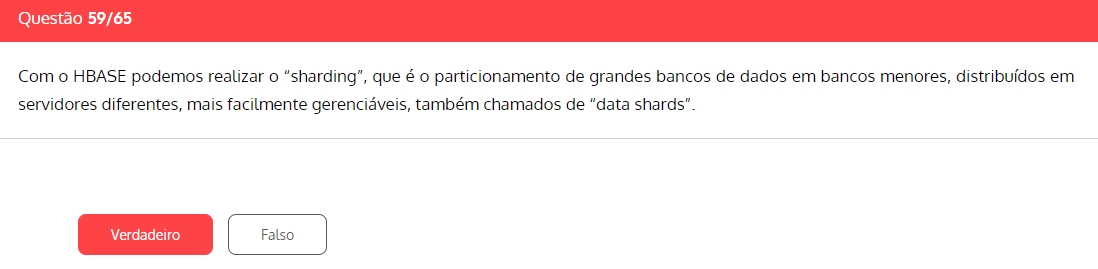 Questão 59/65
Com o HBASE podemos realizar o “sharding”, que é o particionamento de grandes bancos de dados em bancos menores, distribuídos em
servidores diferentes, mais facilmente gerenciáveis, também chamados de “data shards”.
Verdadeiro
Falso